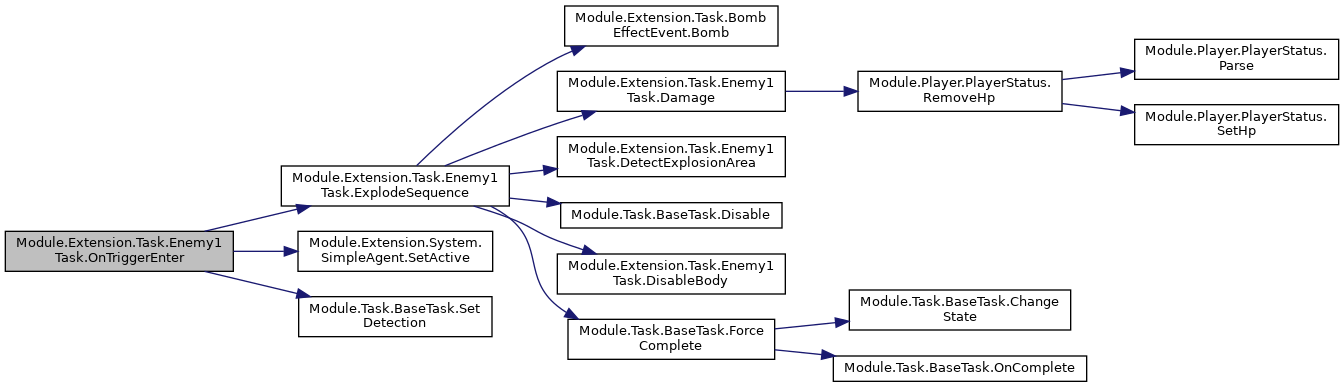 Module.Extension.Task.Bomb
EffectEvent.Bomb
Module.Extension.Task.Enemy1
Task.Damage
Module.Player.PlayerStatus.
RemoveHp
Module.Player.PlayerStatus.
Parse
Module.Player.PlayerStatus.
SetHp
Module.Extension.Task.Enemy1
Task.DetectExplosionArea
Module.Extension.Task.Enemy1
Task.ExplodeSequence
Module.Task.BaseTask.Disable
Module.Extension.Task.Enemy1
Task.OnTriggerEnter
Module.Extension.System.
SimpleAgent.SetActive
Module.Extension.Task.Enemy1
Task.DisableBody
Module.Task.BaseTask.Set
Detection
Module.Task.BaseTask.Force
Complete
Module.Task.BaseTask.Change
State
Module.Task.BaseTask.OnComplete